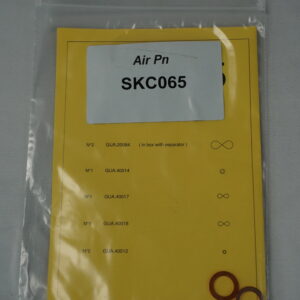 Air Pn
SKC065
N°2 GUA.20084 ( in box with separator )
N°1 GUA.40014
N°1 GUA.40017
N°1 GUA.40018
N°2 GUA.40012